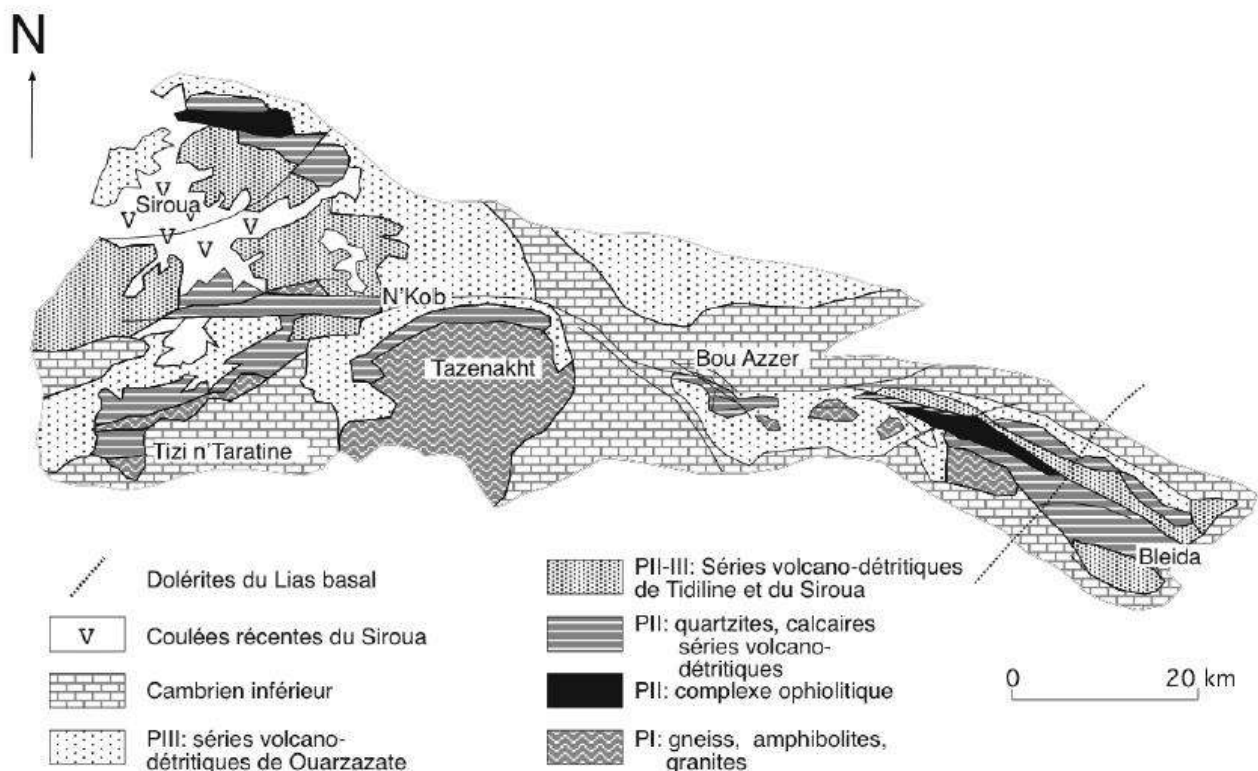 N
Siroua
V
V
V
V
V
N'Kob
Tazenakht
Bou Azzer
Tizi n'Taratine
Bleida
Dolérites du Lias basal
V
Coulées récentes du Siroua
Cambrien inférieur
PIII: séries volcano-
détritiques de Ouarzazate
PII-III: Séries volcano-détritiques
de Tidiline et du Siroua
PII: quartzites, calcaires
séries volcano-
détritiques
PII: complexe ophiolitique
PI: gneiss, amphibolites,
granites
0 20 km